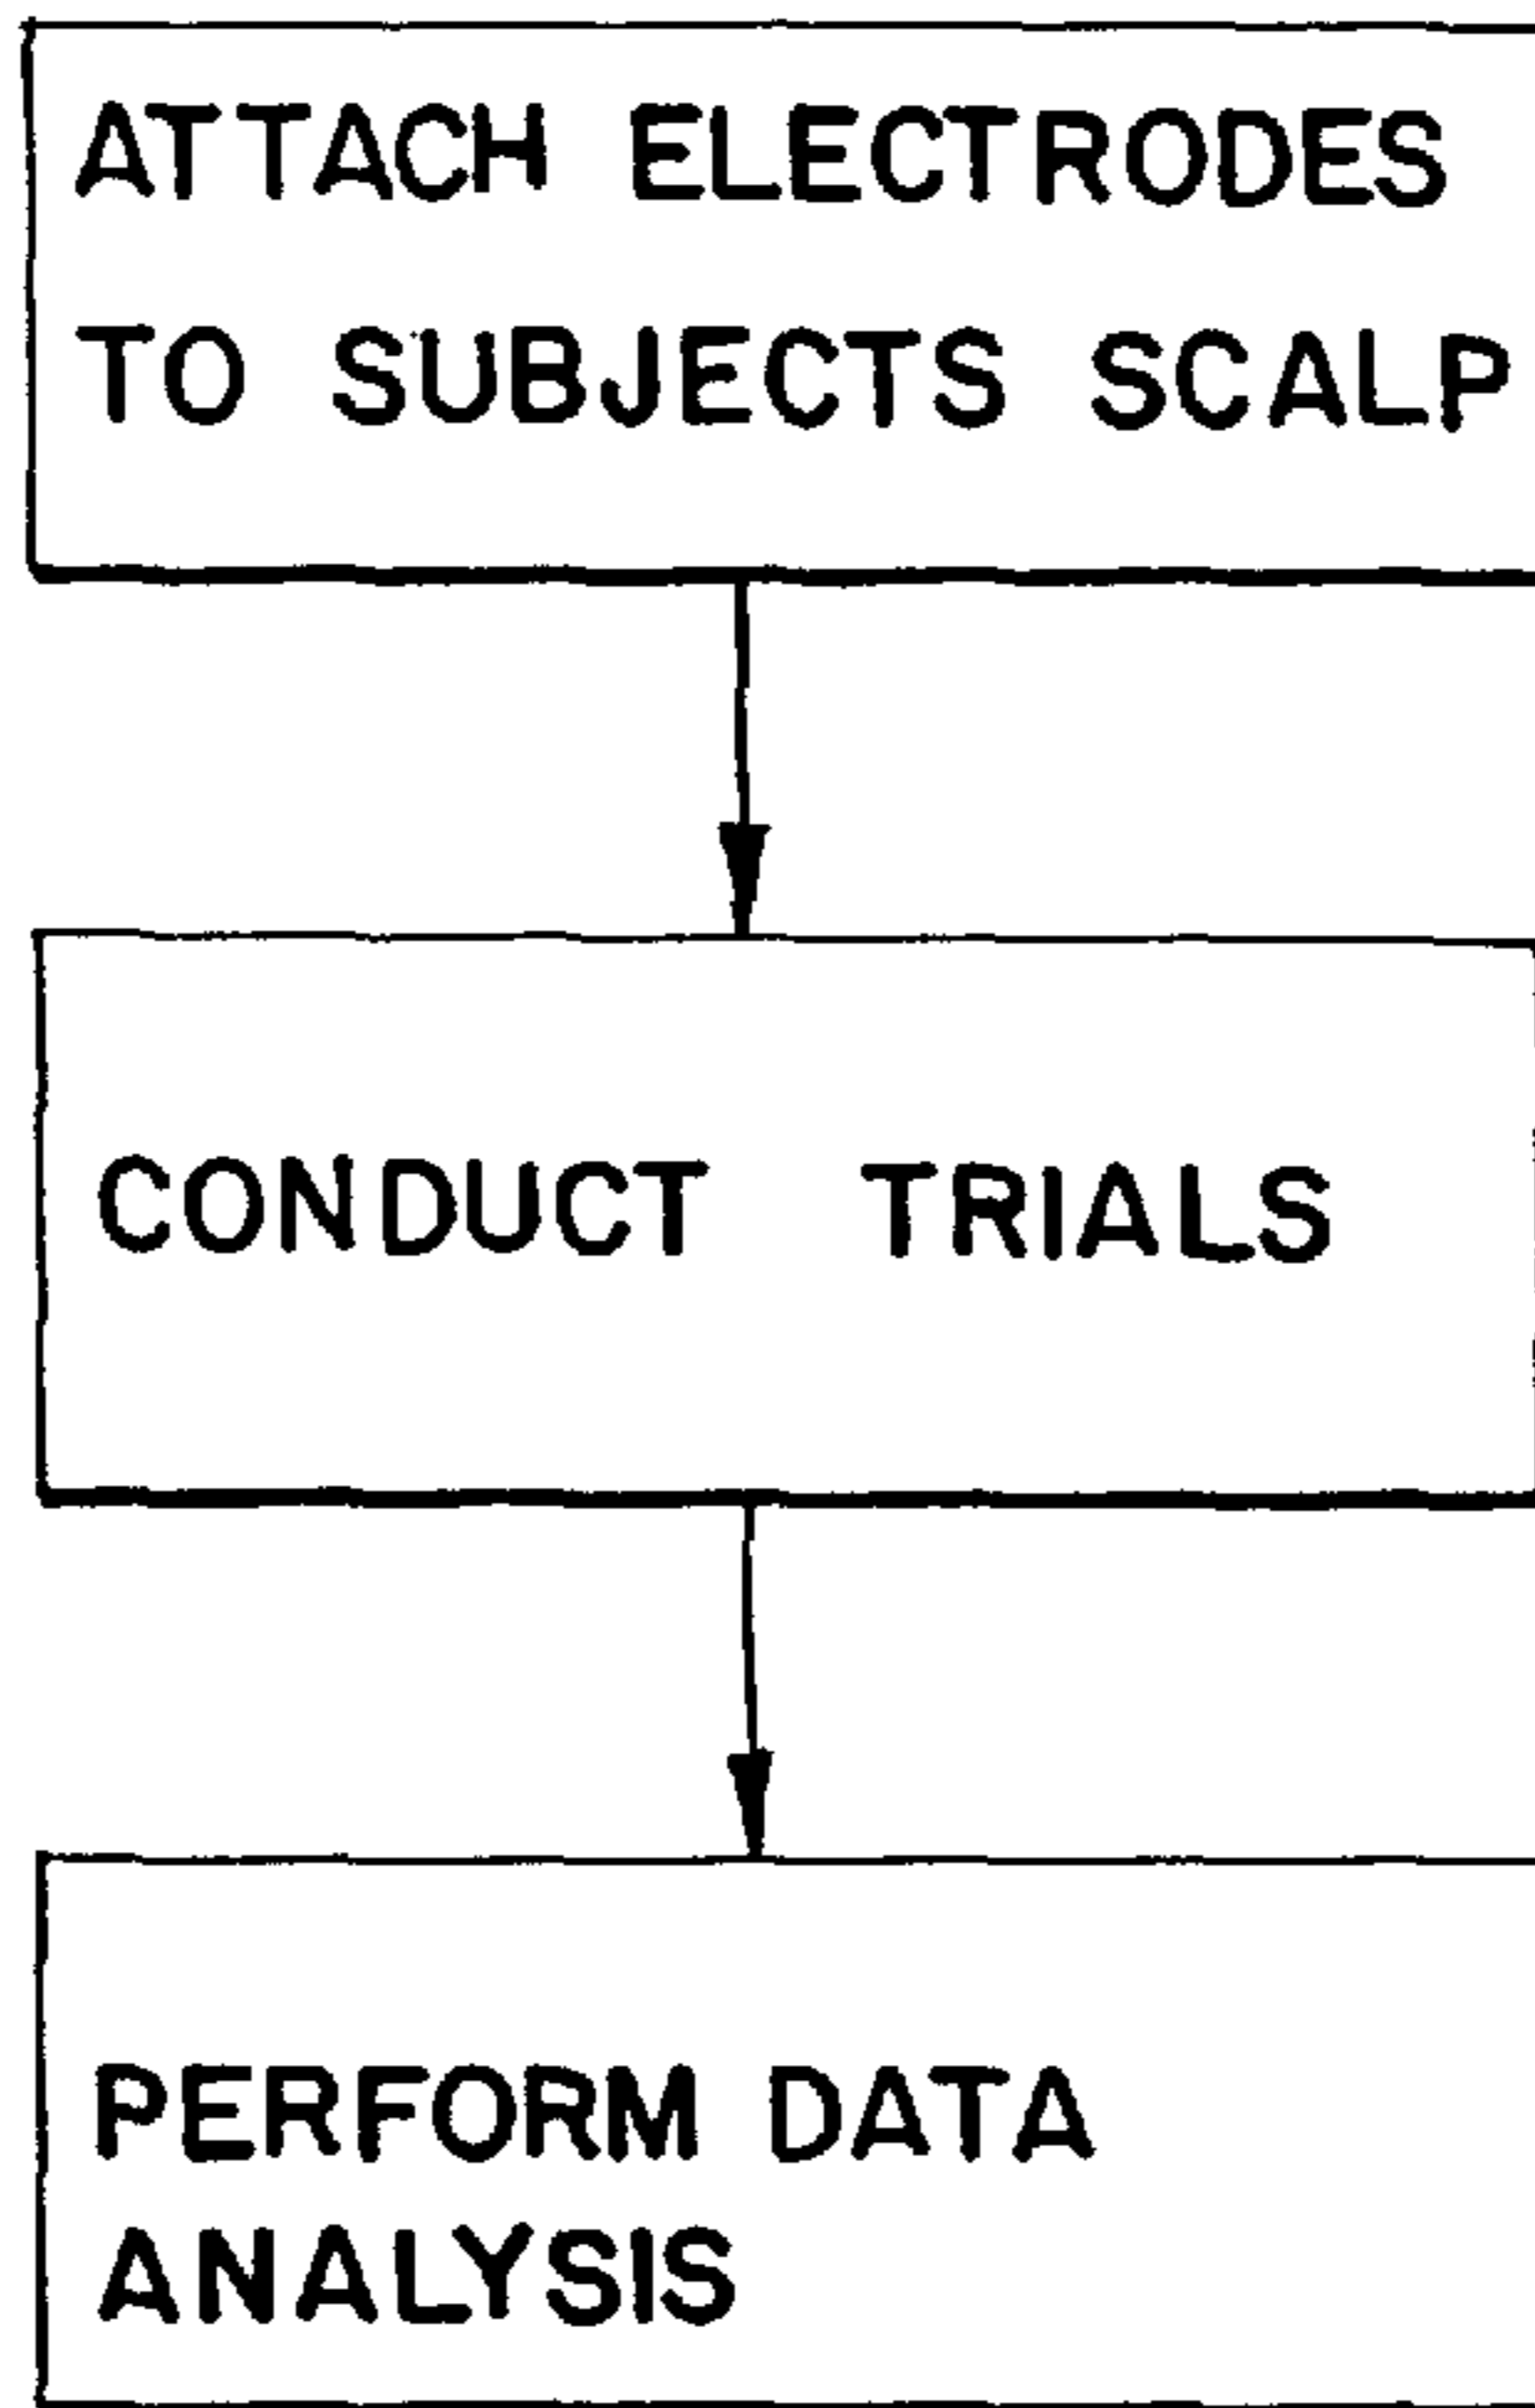 ATTACH ELECTRODES
TO SUBJECTS SCALP
CONDUCT TRIALS
PERFORM DATA
ANALYSIS